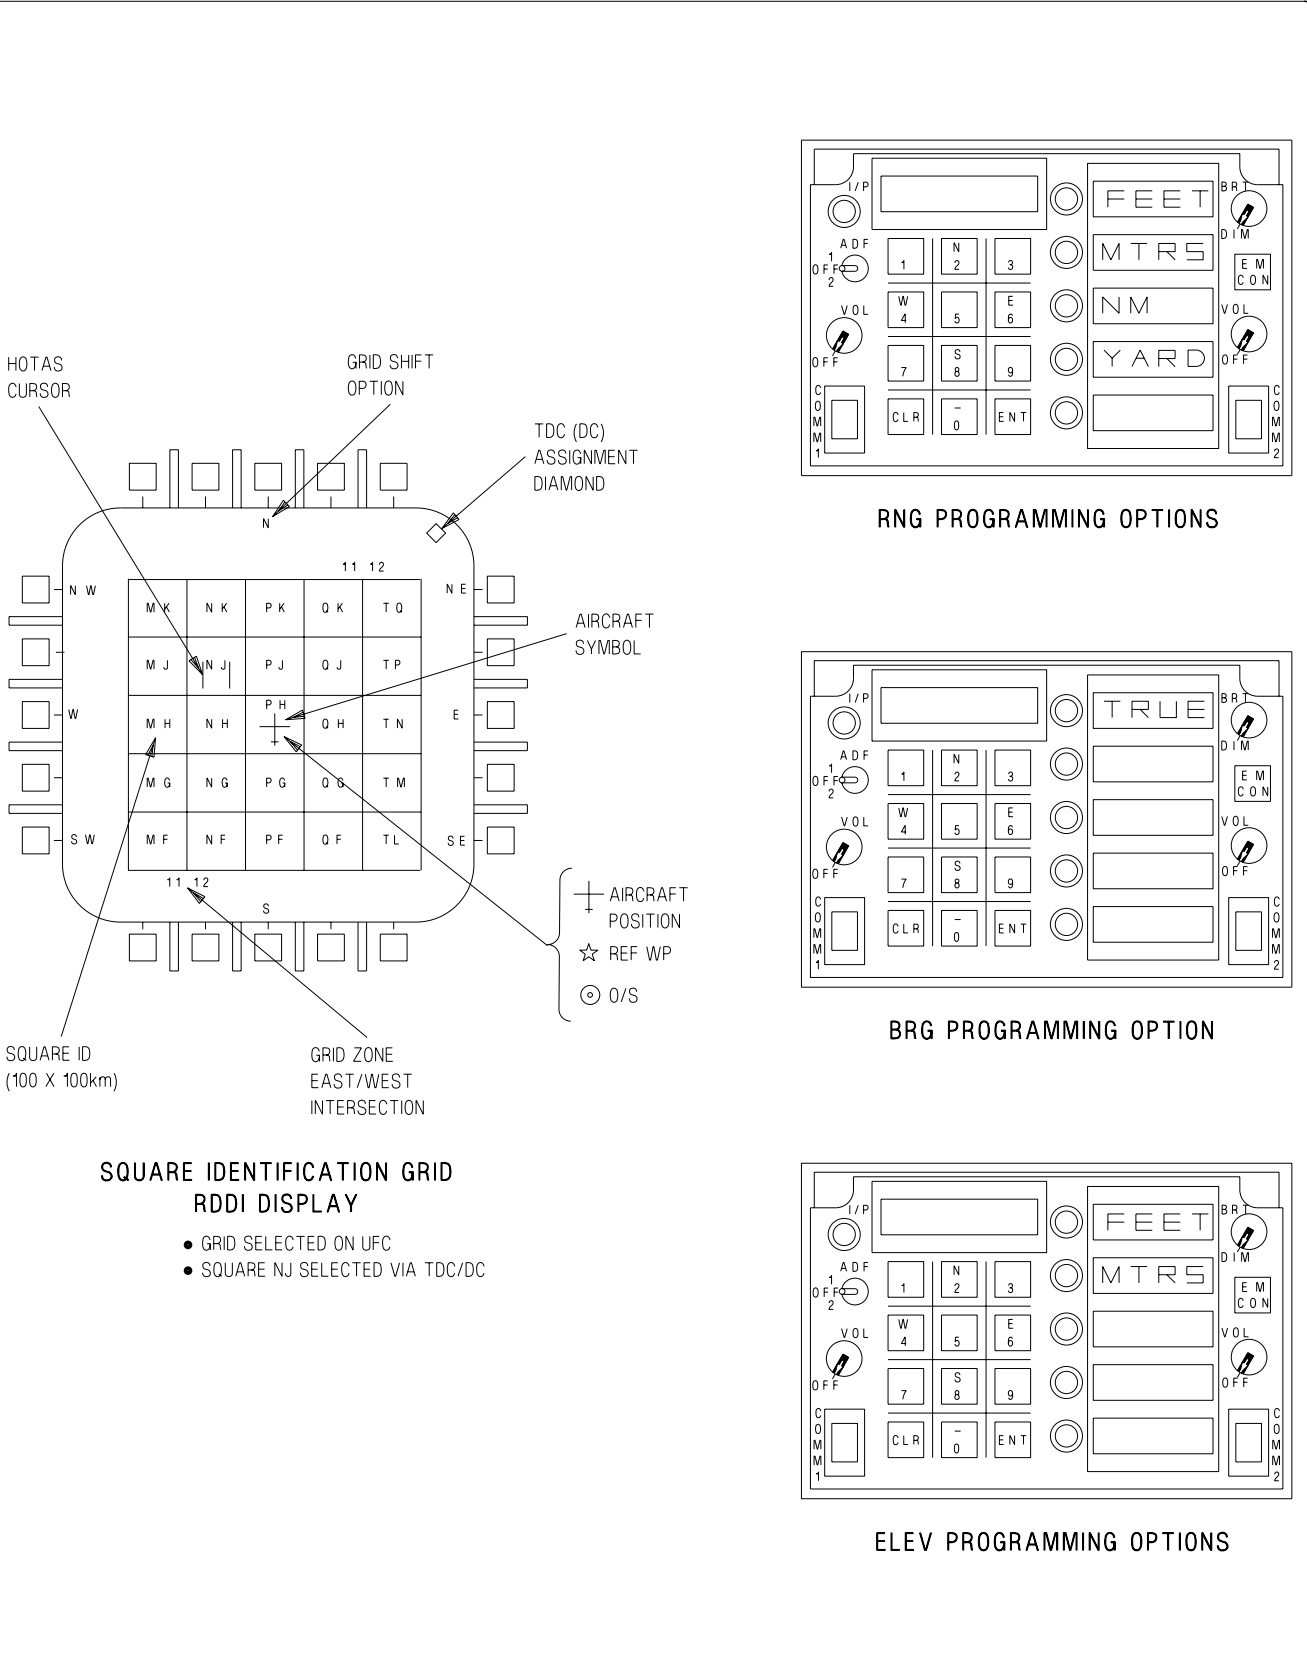 HOTAS
CURSOR
GRID SHIFT
OPTION
TDC (DC)
ASSIGNMENT
DIAMOND
N
11 12
NW
NE
MK NK PK QK TQ
AIRCRAFT
SYMBOL
MJ NJ PJ QJ TP
W
E
MH NH PH QH TN
MG NG PG QG TM
SW
SE
MF NF PF QF TL
11 12
S
AIRCRAFT
POSITION
REF WP
O/S
SQUARE ID
(100 X 100km)
GRID ZONE
EAST/WEST
INTERSECTION
SQUARE IDENTIFICATION GRID
RDDI DISPLAY
● GRID SELECTED ON UFC
● SQUARE NJ SELECTED VIA TDC/DC
I/P
FEET
BRT
DIM
ADF
1
OFF
2
1
N
2
3
MTRS
EM
CON
VOL
OFF
W
4
5
E
6
NM
VOL
OFF
7
S
8
9
YARD
COMM1
CLR
–
0
ENT
COMM2
RNG PROGRAMMING OPTIONS
I/P
TRUE
BRT
DIM
ADF
1
OFF
2
1
N
2
3
EM
CON
VOL
OFF
W
4
5
E
6
VOL
OFF
7
S
8
9
COMM1
CLR
–
0
ENT
COMM2
BRG PROGRAMMING OPTION
I/P
FEET
BRT
DIM
ADF
1
OFF
2
1
N
2
3
MTRS
EM
CON
VOL
OFF
W
4
5
E
6
VOL
OFF
7
S
8
9
COMM1
CLR
–
0
ENT
COMM2
ELEV PROGRAMMING OPTIONS